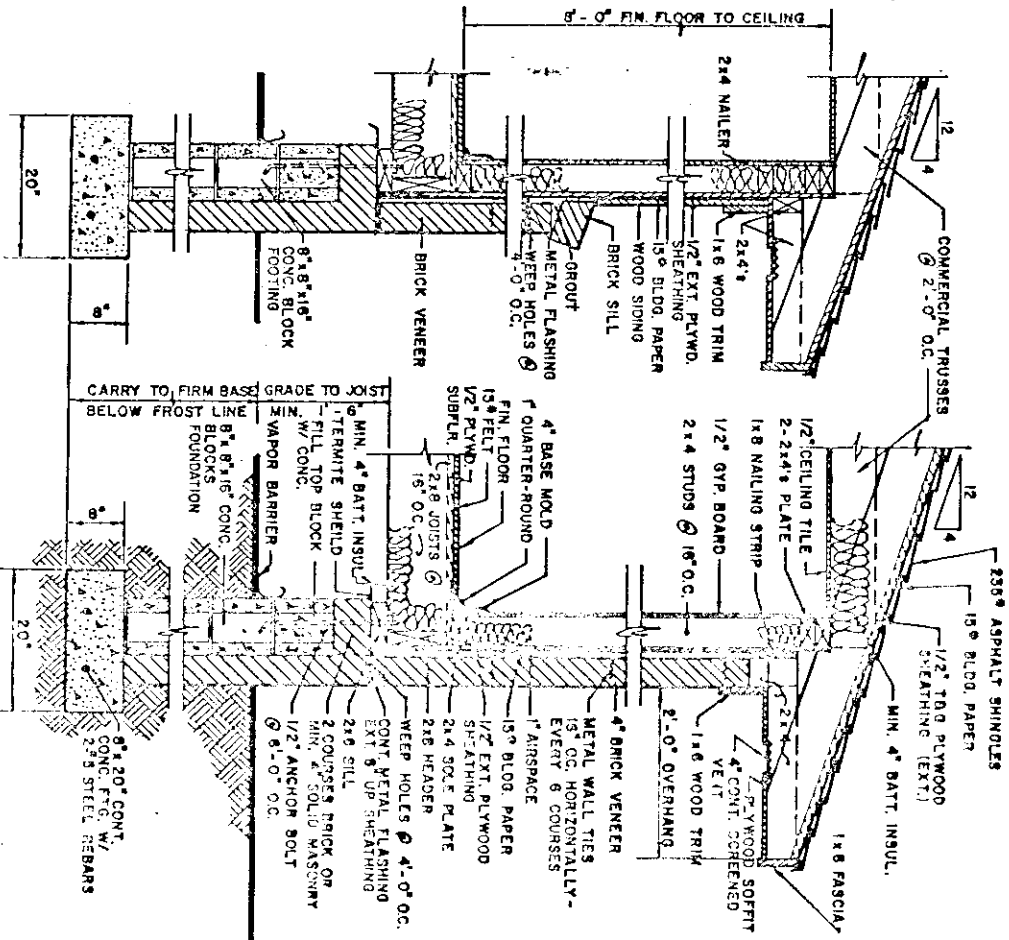 8'-0" FIN. FLOOR TO CEILING
12
4
2x4 NAILER
COMMERCIAL TRUSSES
@ 2'-0" O.C.
2x4's
1x6 WOOD TRIM
1/2" EXT. PLYWD.
SHEATHING
15# BLDG. PAPER
WOOD SIDING
BRICK SILL
GROUT
METAL FLASHING
WEEP HOLES @
4'-0" O.C.
BRICK VENEER
8"x8"x16"
CONC. BLOCK
FOOTING
20"
8"
12
4
235# ASPHALT SHINGLES
15# BLDG. PAPER
1/2" T&G PLYWOOD
SHEATHING (EXT.)
MIN. 4" BATT. INSUL.
1x8 FASCIA
1/2" CEILING TILE
2-2x4's PLATE
1x8 NAILING STRIP
1/2" GYP. BOARD
2x4 STUDS @ 16" O.C.
4" BASE MOLD
1" QUARTER-ROUND
FIN. FLOOR
15# FELT
1/2" PLYWD.
SUBFLR.
2x8 JOISTS @
16" O.C.
MIN. 4" BATT. INSUL.
TERMITE SHEILD
FILL TOP BLOCK
W/ CONC.
VAPOR BARRIER
8"x8"x16" CONC.
BLOCKS
FOUNDATION
CARRY TO FIRM BASE
BELOW FROST LINE
GRADE TO JOIST
MIN. 1'-6"
2x4
PLYWOOD SOFFIT
4" CONT. SCREENED
VENT
1x6 WOOD TRIM
2'-0" OVERHANG
4" BRICK VENEER
METAL WALL TIES
OC. HORIZONTALLY-
EVERY 6 COURSES
1" AIRSPACE
15# BLDG. PAPER
1/2" EXT. PLYWOOD
SHEATHING
2x4 SOLE PLATE
2x8 HEADER
WEEP HOLES @ 4'-0" O.C.
CONT. METAL FLASHING
EXT. 6" UP SHEATHING
2x6 SILL
2 COURSES BRICK OR
MIN. 4" SOLID MASONRY
1/2" ANCHOR BOLT
@ 8'-0" O.C.
8"x20" CONT.
CONC. FTG. W/
2-#5 STEEL REBARS
8"
20"